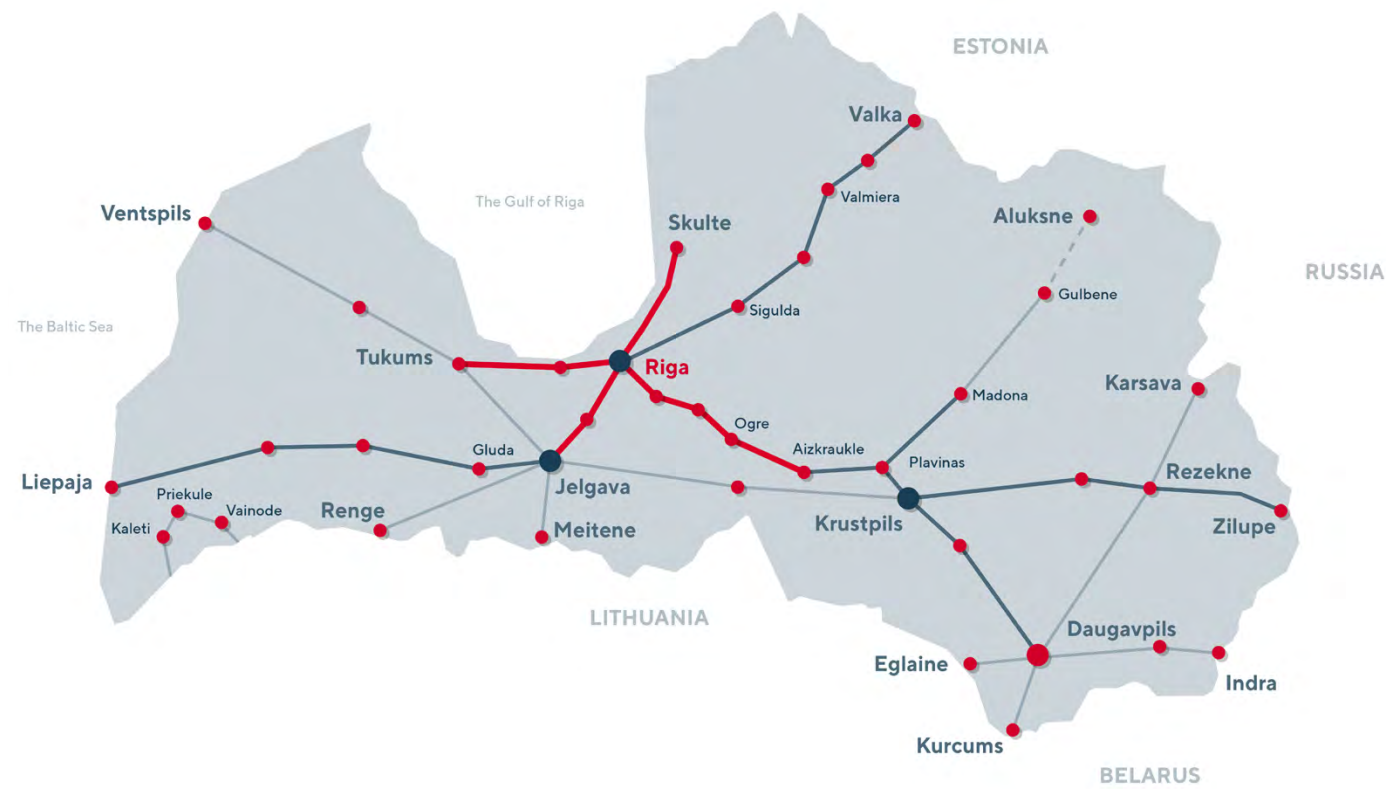 ESTONIA
Valka
Ventspils
The Gulf of Riga
Valmiera
Skulte
Aluksne
RUSSIA
Gulbene
Sigulda
The Baltic Sea
Tukums
Riga
Karsava
Madona
Ogre
Gluda
Aizkraukle
Plavinas
Rezekne
Liepaja
Jelgava
Priekule
Vainode
Renge
Kaleti
Meitene
Krustpils
Zilupe
LITHUANIA
Daugavpils
Eglaine
Indra
Kurcums
BELARUS